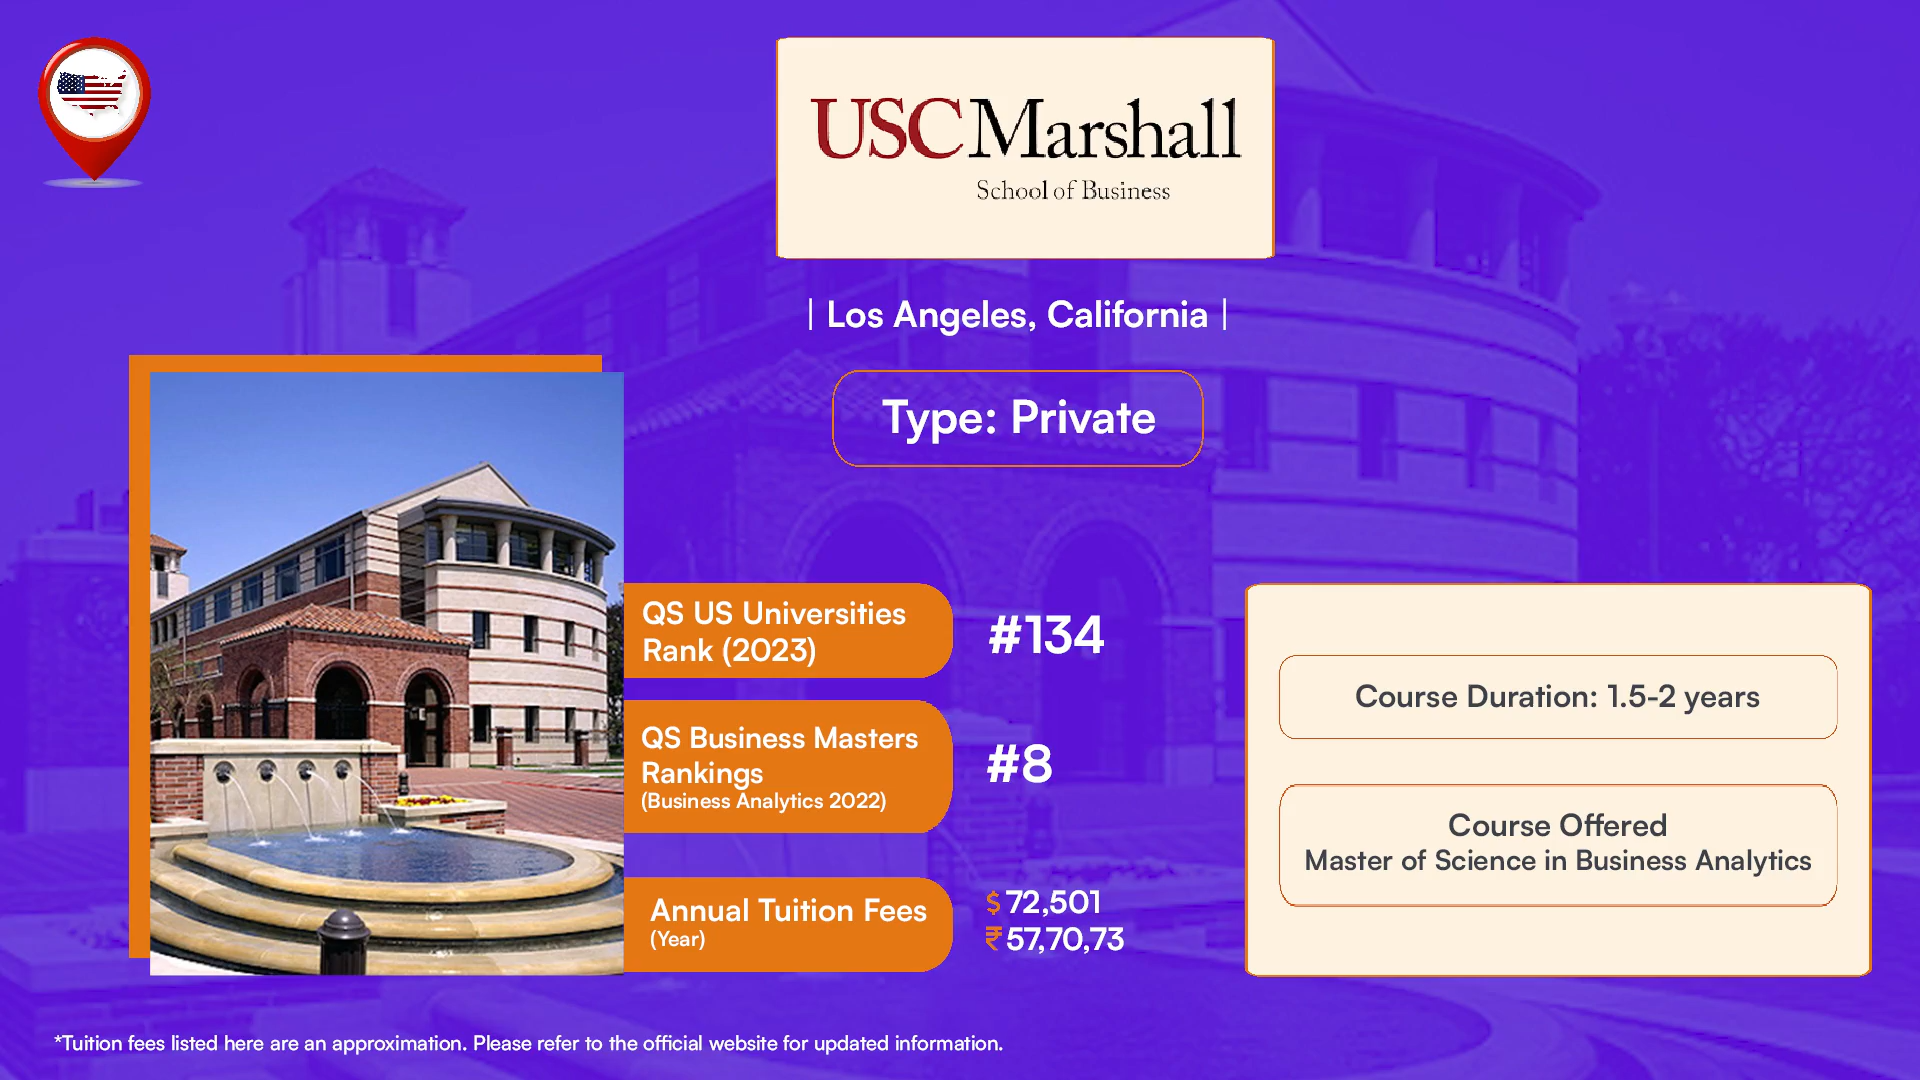 USC Marshall
School of Business
| Los Angeles, California |
Type: Private
QS US Universities
Rank (2023)
#134
QS Business Masters
Rankings
(Business Analytics 2022)
#8
Annual Tuition Fees
(Year)
$ 72,501
₹ 57,70,73
Course Duration: 1.5-2 years
Course Offered
Master of Science in Business Analytics
*Tuition fees listed here are an approximation. Please refer to the official website for updated information.